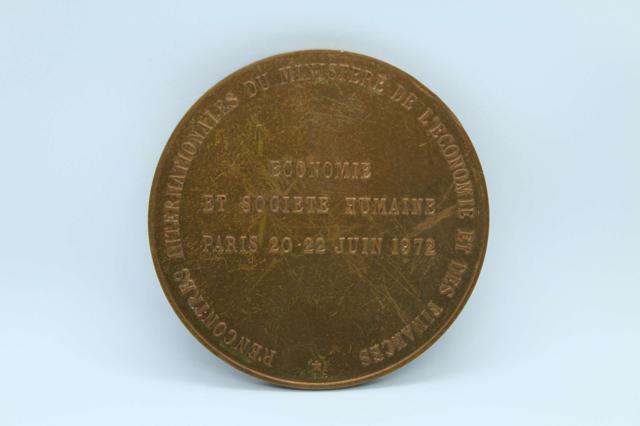 RENCONTRES INTERNATIONALES DU MINISTERE DE L'ECONOMIE ET DES FINANCES
ECONOMIE
ET SOCIETE HUMAINE
PARIS 20-22 JUIN 1972